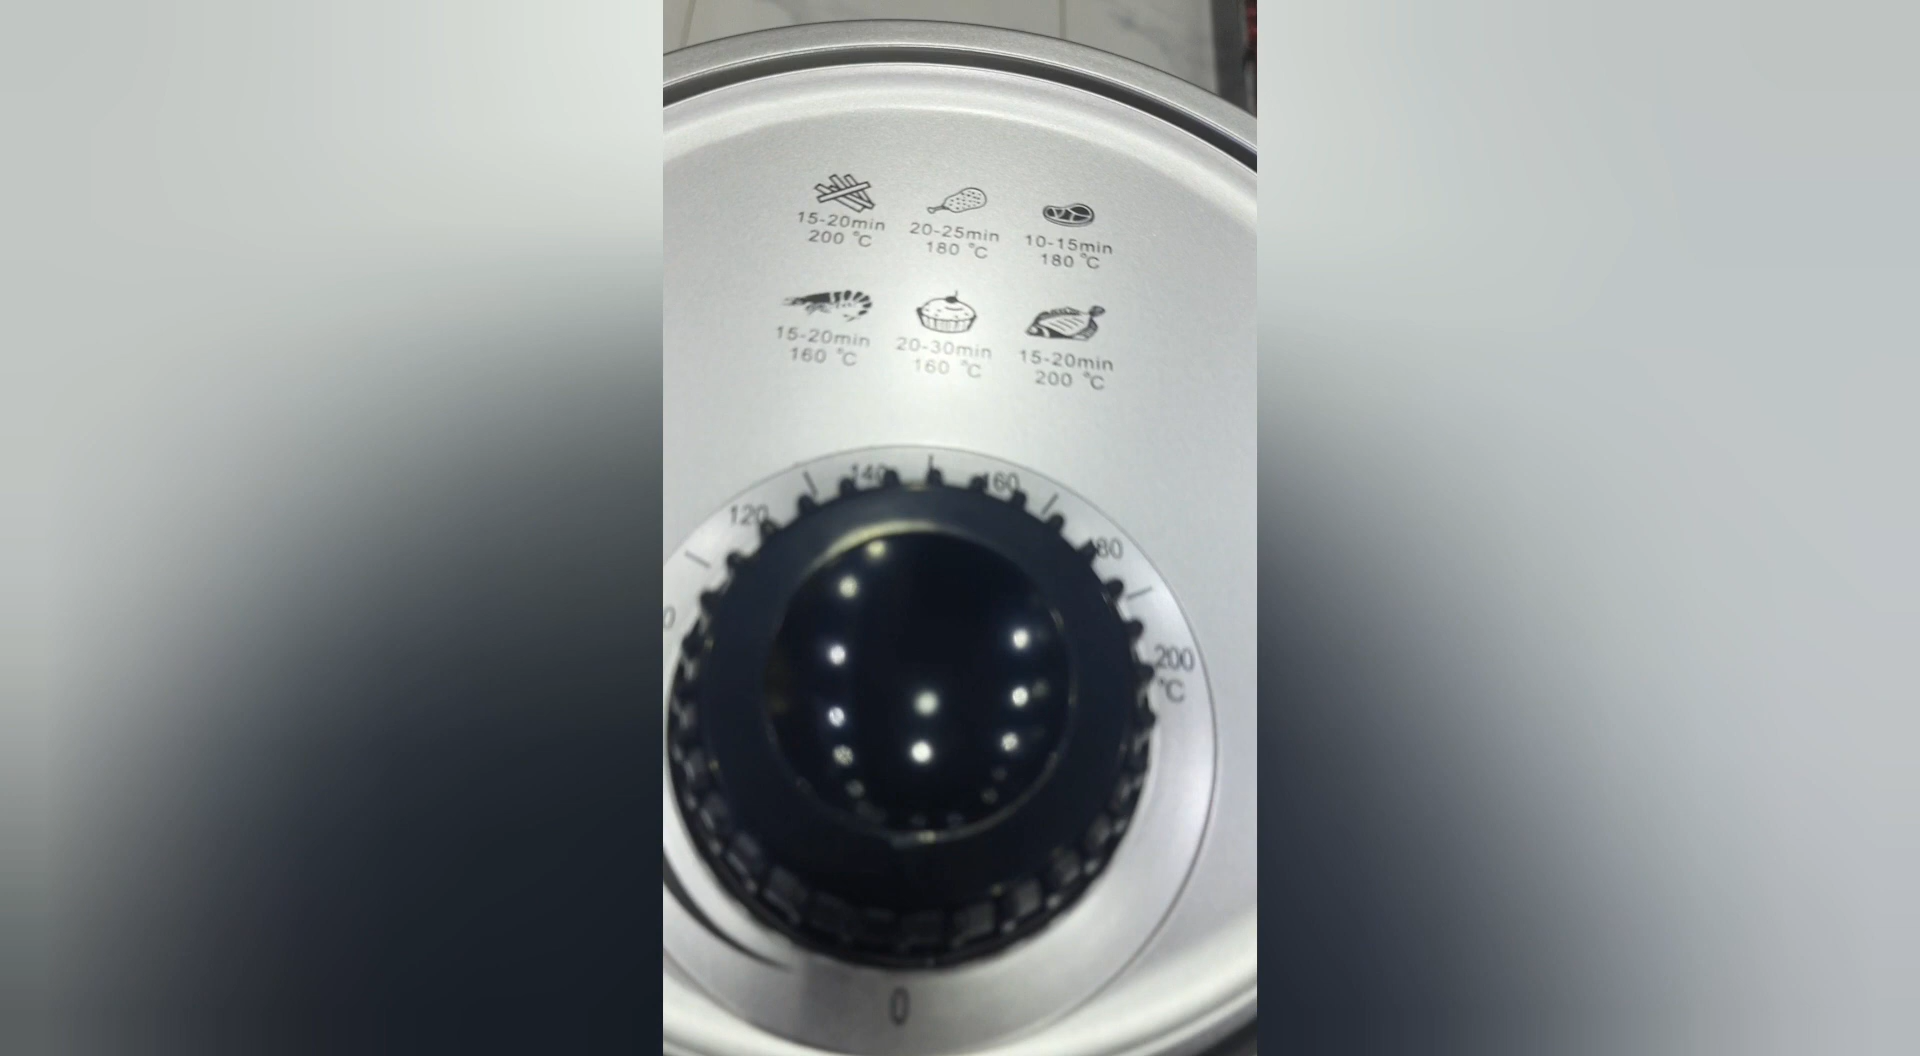 15-20min
200 °C
20-25min
180 °C
10-15min
180 °C
15-20min
160 °C
20-30min
160 °C
15-20min
200 °C
120
140
160
80
200
°C
0